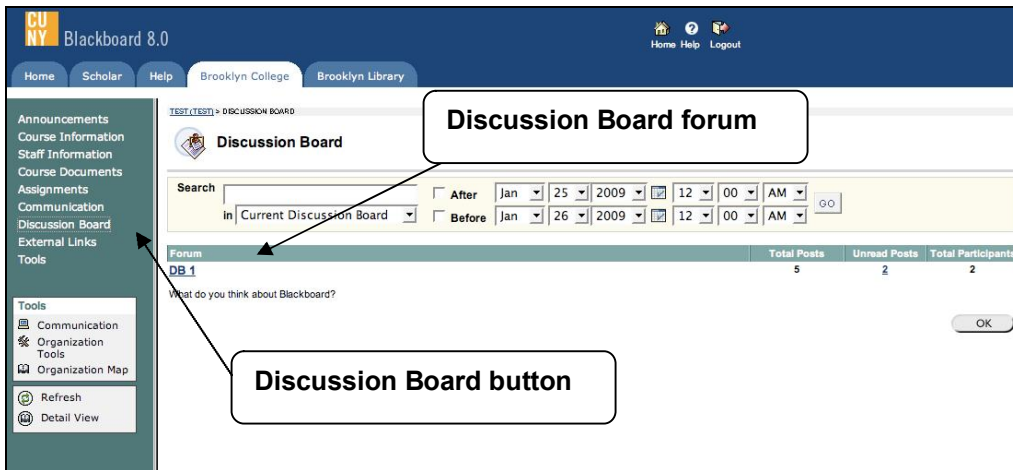 CU
NY Blackboard 8.0
Home Help Logout
Home Scholar Help Brooklyn College Brooklyn Library
Announcements
Course Information
Staff Information
Course Documents
Assignments
Communication
Discussion Board
External Links
Tools
Tools
Communication
Organization
Tools
Organization Map
Refresh
Detail View
TEST (TEST) > DISCUSSION BOARD
Discussion Board
Discussion Board forum
Search After Jan 25 2009 12 00 AM GO
in Current Discussion Board Before Jan 26 2009 12 00 AM
Forum Total Posts Unread Posts Total Participants
DB 1 5 2 2
What do you think about Blackboard?
OK
Discussion Board button